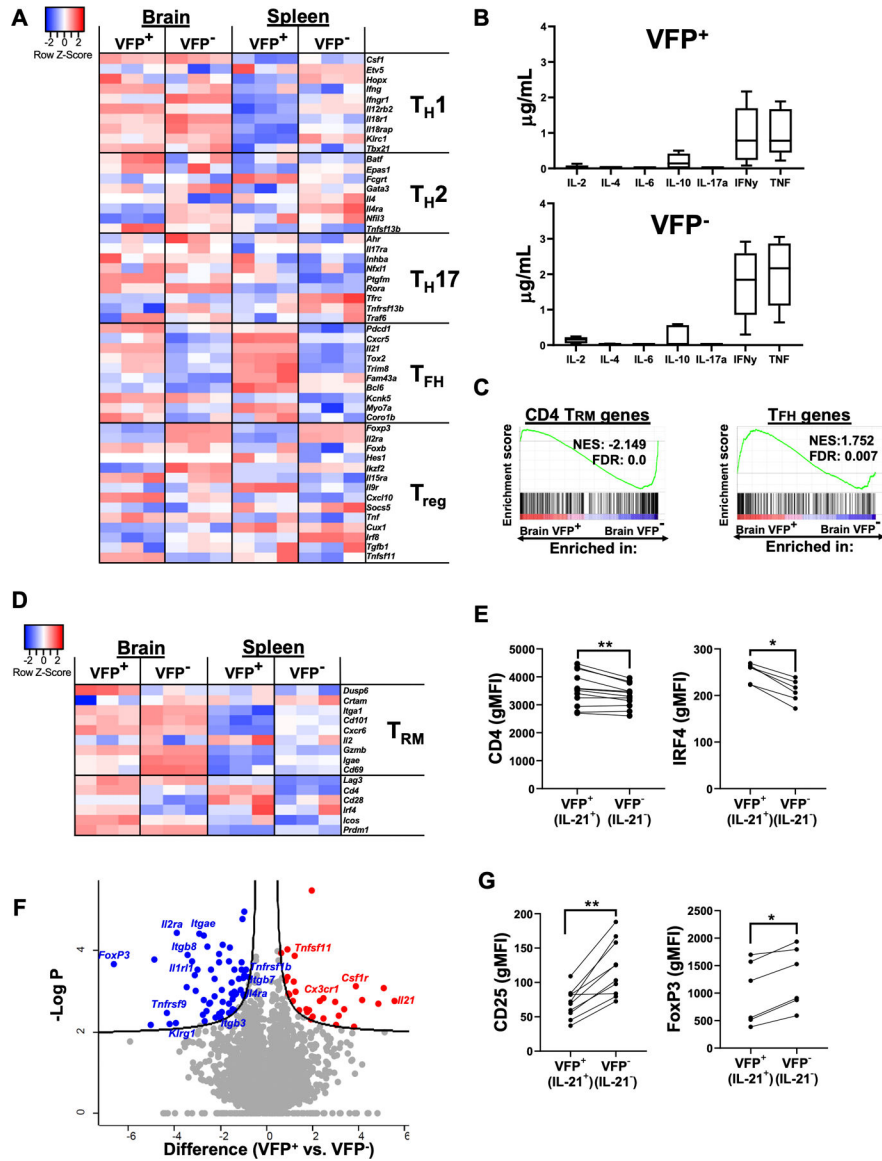 A
-2 0 2
Row Z-Score
Brain Spleen
VFP+ VFP- VFP+ VFP-
Csf1
Etv5
Hopx
Ifng
Ifngr1
Il12rb2
Il18r1
Il18rap
Klrc1
Tbx21
TH1
Batf
Epas1
Fcgrt
Gata3
Il4
Il4ra
Nfil3
Tnfsf13b
TH2
Ahr
Il17ra
Inhba
Nfxl1
Ptgfrn
Rora
Tfrc
Tnfrsf13b
Traf6
TH17
Pdcd1
Cxcr5
Il21
Tox2
Trim8
Fam43a
Bcl6
Kcnk5
Myo7a
Coro1b
TFH
Foxp3
Il2ra
Foxb
Hes1
Ikzf2
Il15ra
Il9r
Cxcl10
Socs5
Tnf
Cux1
Irf8
Tgfb1
Tnfsf11
Treg
B
VFP+
µg/mL
4
3
2
1
0
IL-2 IL-4 IL-6 IL-10 IL-17a IFNy TNF
VFP-
µg/mL
4
3
2
1
0
IL-2 IL-4 IL-6 IL-10 IL-17a IFNy TNF
C
CD4 TRM genes
Enrichment score
NES: -2.149
FDR: 0.0
Brain VFP+ Brain VFP-
Enriched in:
TFH genes
Enrichment score
NES:1.752
FDR: 0.007
Brain VFP+ Brain VFP-
Enriched in:
D
-2 0 2
Row Z-Score
Brain Spleen
VFP+ VFP- VFP+ VFP-
Dusp6
Crtam
Itga1
Cd101
Cxcr6
Il2
Gzmb
Igae
Cd69
TRM
Lag3
Cd4
Cd28
Irf4
Icos
Prdm1
E
CD4 (gMFI)
5000
4000
3000
2000
1000
0
**
VFP+ VFP-
(IL-21+) (IL-21-)
IRF4 (gMFI)
300
200
100
0
*
VFP+ VFP-
(IL-21+)(IL-21-)
F
-Log P
4
2
0
Il2ra Itgae
FoxP3 Itgb8
Il1rl1
Tnfrsf9
Klrg1
Tnfrsf1b
Itgb7
Il4ra
Itgb3
Tnfsf11
Cx3cr1 Csf1r
Il21
-6 -4 -2 0 2 4 6
Difference (VFP+ vs. VFP-)
G
CD25 (gMFI)
200
150
100
50
0
**
VFP+ VFP-
(IL-21+)(IL-21-)
FoxP3 (gMFI)
2500
2000
1500
1000
500
0
*
VFP+ VFP-
(IL-21+) (IL-21-)